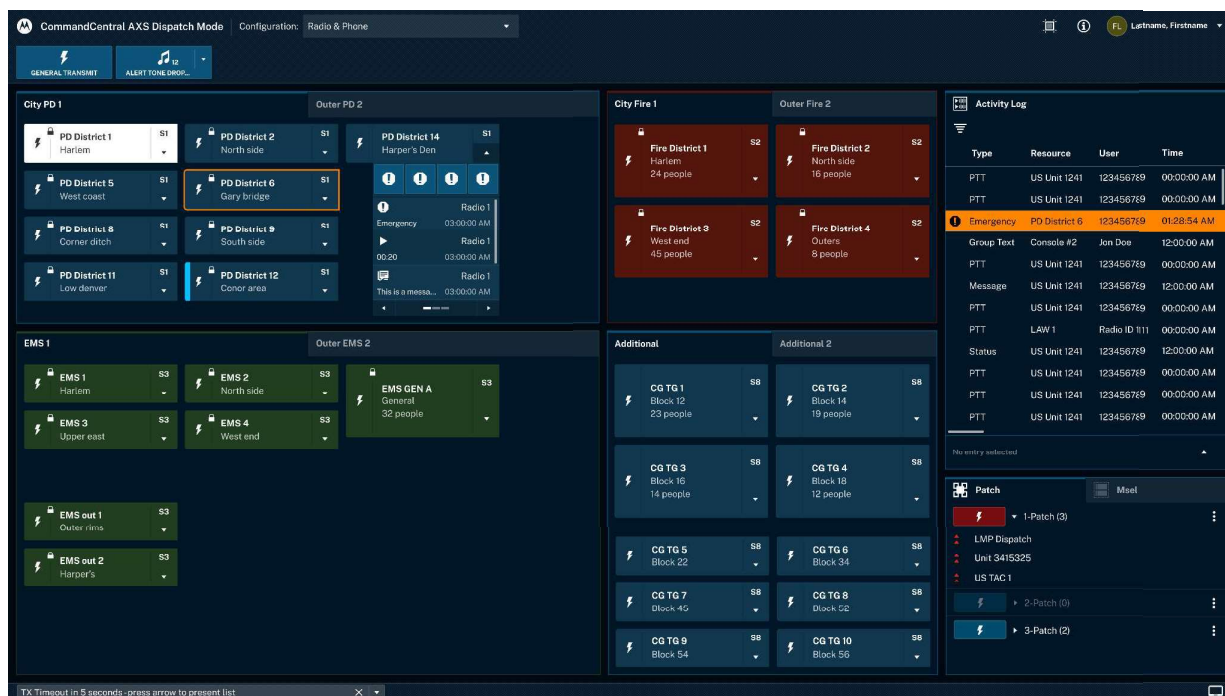 CommandCentral AXS Dispatch Mode
Configuration: Radio & Phone
FL Lastname, Firstname
GENERAL TRANSMIT
12
ALERT TONE DROP...
City PD 1
Outer PD 2
PD District 1 S1
Harlem
PD District 2 S1
North side
PD District 14 S1
Harper's Den
PD District 5 S1
West coast
PD District 6 S1
Gary bridge
PD District 8 S1
Corner ditch
PD District 9 S1
South side
PD District 11 S1
Low denver
PD District 12 S1
Conor area
Radio 1
Emergency 03:00:00 AM
Radio 1
00:20 03:00:00 AM
Radio 1
This is a messa... 03:00:00 AM
City Fire 1
Outer Fire 2
Fire District 1 S2
Harlem
24 people
Fire District 2 S2
North side
16 people
Fire District 3 S2
West end
45 people
Fire District 4 S2
Outers
8 people
EMS 1
Outer EMS 2
EMS 1 S3
Harlem
EMS 2 S3
North side
EMS GEN A S3
General
32 people
EMS 3 S3
Upper east
EMS 4 S3
West end
EMS out 1 S3
Outer rims
EMS out 2 S3
Harper's
Additional
Additional 2
CG TG 1 S8
Block 12
23 people
CG TG 2 S8
Block 14
19 people
CG TG 3 S8
Block 16
14 people
CG TG 4 S8
Block 18
12 people
CG TG 5 S8
Block 22
CG TG 6 S8
Block 34
CG TG 7 S8
Block 45
CG TG 8 S8
Block 52
CG TG 9 S8
Block 54
CG TG 10 S8
Block 56
Activity Log
Type Resource User Time
PTT US Unit 1241 123456789 00:00:00 AM
PTT US Unit 1241 123456789 00:00:00 AM
Emergency PD District 6 123456789 01:28:54 AM
Group Text Console #2 Jon Doe 12:00:00 AM
PTT US Unit 1241 123456789 00:00:00 AM
Message US Unit 1241 123456789 12:00:00 AM
PTT US Unit 1241 123456789 00:00:00 AM
PTT LAW 1 Radio ID 1111 00:00:00 AM
Status US Unit 1241 123456789 12:00:00 AM
PTT US Unit 1241 123456789 00:00:00 AM
PTT US Unit 1241 123456789 00:00:00 AM
PTT US Unit 1241 123456789 00:00:00 AM
No entry selected
Patch
Msel
1-Patch (3)
LMP Dispatch
Unit 3415325
US TAC 1
2-Patch (0)
3-Patch (2)
TX Timeout in 5 seconds - press arrow to present list